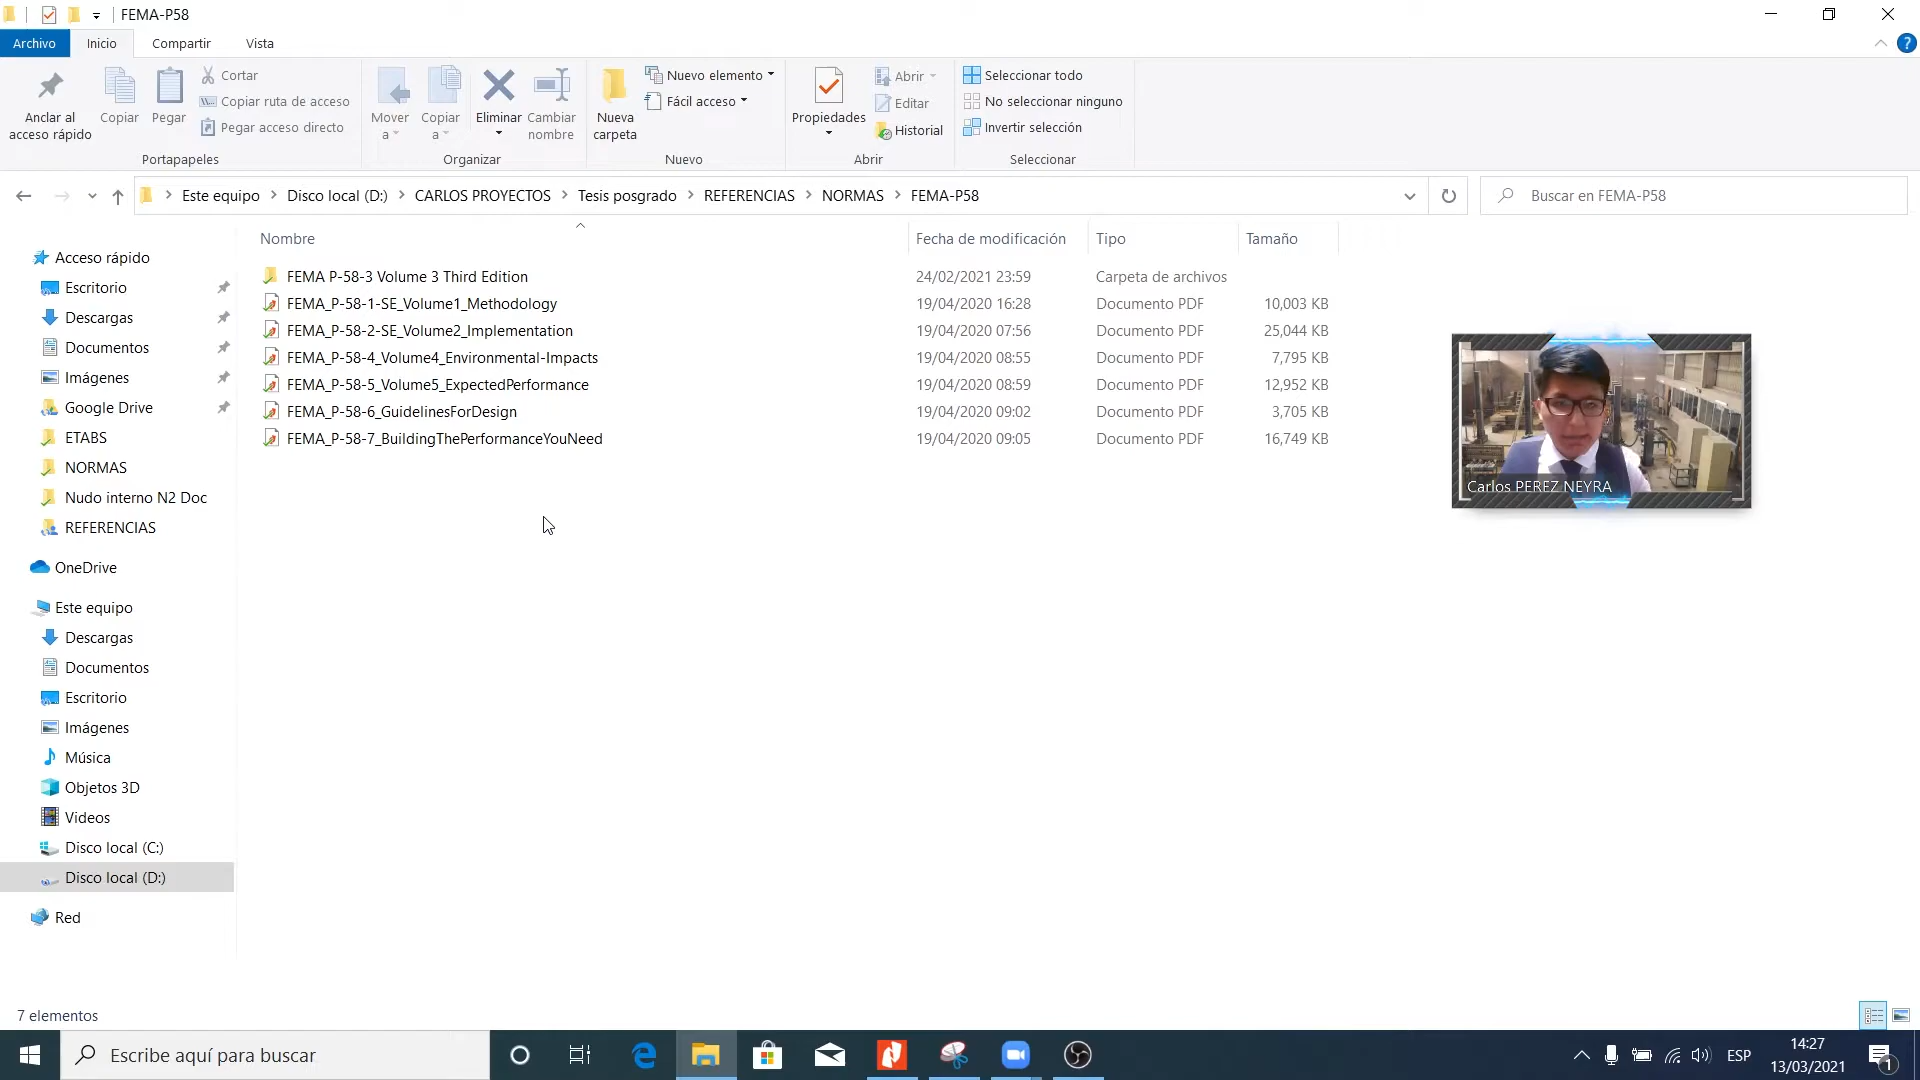 FEMA-P58
Archivo Inicio Compartir Vista
Anclar al acceso rápido
Copiar
Pegar
Cortar
Copiar ruta de acceso
Pegar acceso directo
Portapapeles
Mover a
Copiar a
Eliminar
Cambiar nombre
Organizar
Nueva carpeta
Nuevo elemento
Fácil acceso
Nuevo
Propiedades
Abrir
Editar
Historial
Abrir
Seleccionar todo
No seleccionar ninguno
Invertir selección
Seleccionar
Este equipo > Disco local (D:) > CARLOS PROYECTOS > Tesis posgrado > REFERENCIAS > NORMAS > FEMA-P58
Buscar en FEMA-P58
Nombre Fecha de modificación Tipo Tamaño
FEMA P-58-3 Volume 3 Third Edition 24/02/2021 23:59 Carpeta de archivos
FEMA_P-58-1-SE_Volume1_Methodology 19/04/2020 16:28 Documento PDF 10,003 KB
FEMA_P-58-2-SE_Volume2_Implementation 19/04/2020 07:56 Documento PDF 25,044 KB
FEMA_P-58-4_Volume4_Environmental-Impacts 19/04/2020 08:55 Documento PDF 7,795 KB
FEMA_P-58-5_Volume5_ExpectedPerformance 19/04/2020 08:59 Documento PDF 12,952 KB
FEMA_P-58-6_GuidelinesForDesign 19/04/2020 09:02 Documento PDF 3,705 KB
FEMA_P-58-7_BuildingThePerformanceYouNeed 19/04/2020 09:05 Documento PDF 16,749 KB
Acceso rápido
Escritorio
Descargas
Documentos
Imágenes
Google Drive
ETABS
NORMAS
Nudo interno N2 Doc
REFERENCIAS
OneDrive
Este equipo
Descargas
Documentos
Escritorio
Imágenes
Música
Objetos 3D
Videos
Disco local (C:)
Disco local (D:)
Red
Carlos PEREZ NEYRA
7 elementos
Escribe aquí para buscar
ESP
14:27
13/03/2021
1